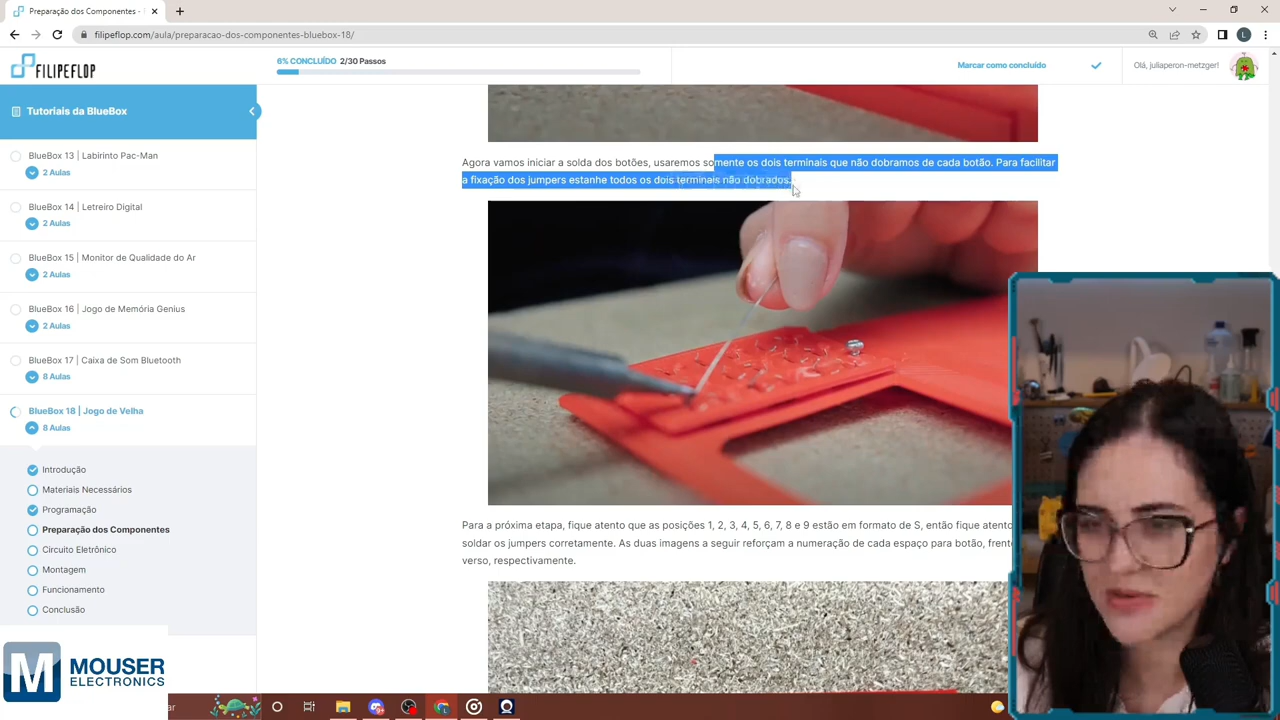 Preparação dos Componentes -
filipeflop.com/aula/preparacao-dos-componentes-bluebox-18/
L
FILIPEFLOP
6% CONCLUÍDO 2/30 Passos
Marcar como concluído
Olá, juliaperon-metzger!
Tutoriais da BlueBox
BlueBox 13 | Labirinto Pac-Man
2 Aulas
BlueBox 14 | Letreiro Digital
2 Aulas
BlueBox 15 | Monitor de Qualidade do Ar
2 Aulas
BlueBox 16 | Jogo de Memória Genius
2 Aulas
BlueBox 17 | Caixa de Som Bluetooth
8 Aulas
BlueBox 18 | Jogo de Velha
8 Aulas
Introdução
Materiais Necessários
Programação
Preparação dos Componentes
Circuito Eletrônico
Montagem
Funcionamento
Conclusão
Agora vamos iniciar a solda dos botões, usaremos somente os dois terminais que não dobramos de cada botão. Para facilitar
a fixação dos jumpers estanhe todos os dois terminais não dobrados.
Para a próxima etapa, fique atento que as posições 1, 2, 3, 4, 5, 6, 7, 8 e 9 estão em formato de S, então fique atento
soldar os jumpers corretamente. As duas imagens a seguir reforçam a numeração de cada espaço para botão, frente
verso, respectivamente.
M MOUSER
ELECTRONICS
ar